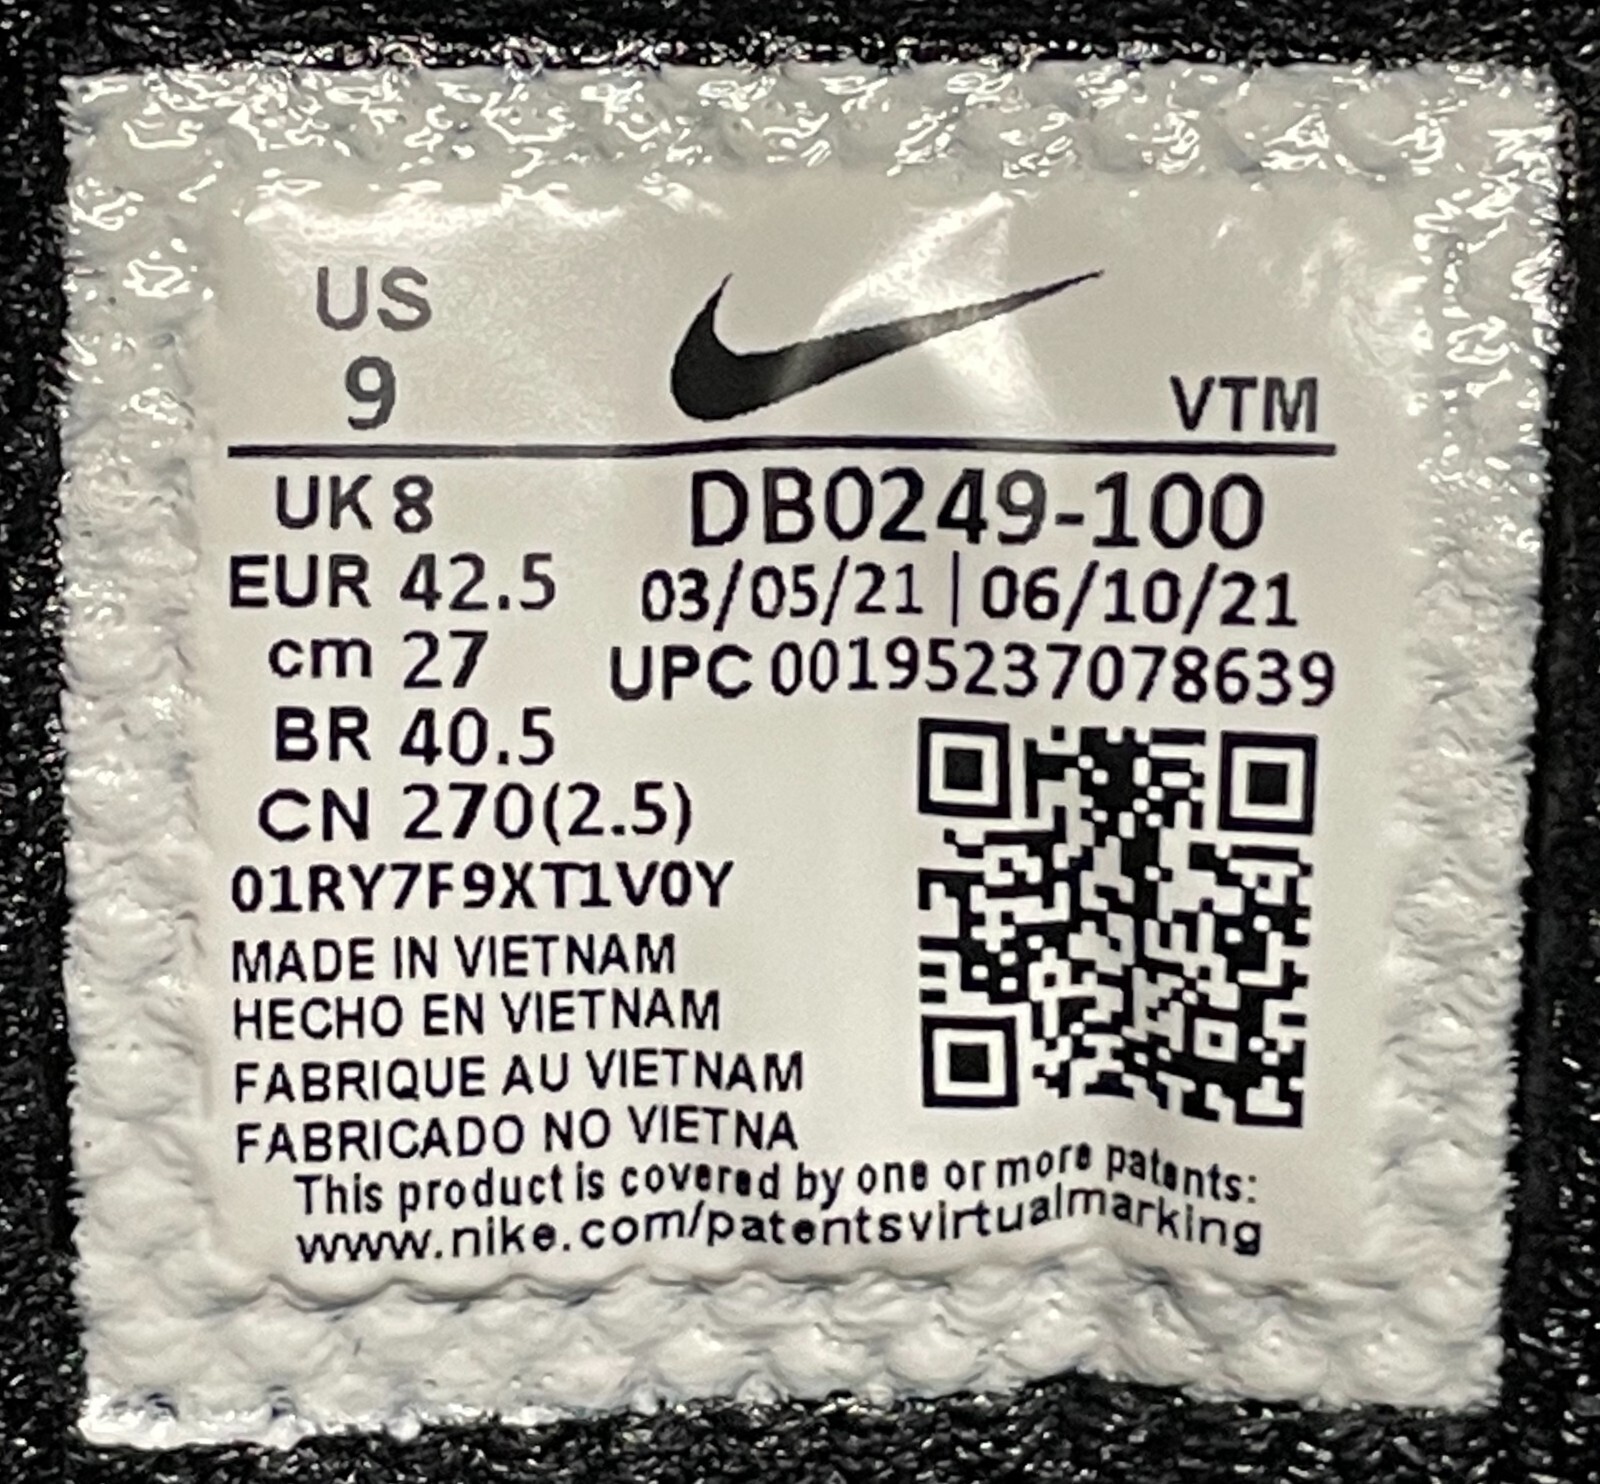 US
9
VTM
UK 8
DB0249-100
EUR 42.5
03/05/21 | 06/10/21
cm 27
UPC 00195237078639
BR 40.5
CN 270(2.5)
01RY7F9XT1V0Y
MADE IN VIETNAM
HECHO EN VIETNAM
FABRIQUE AU VIETNAM
FABRICADO NO VIETNA
This product is covered by one or more patents:
www.nike.com/patentsvirtualmarking